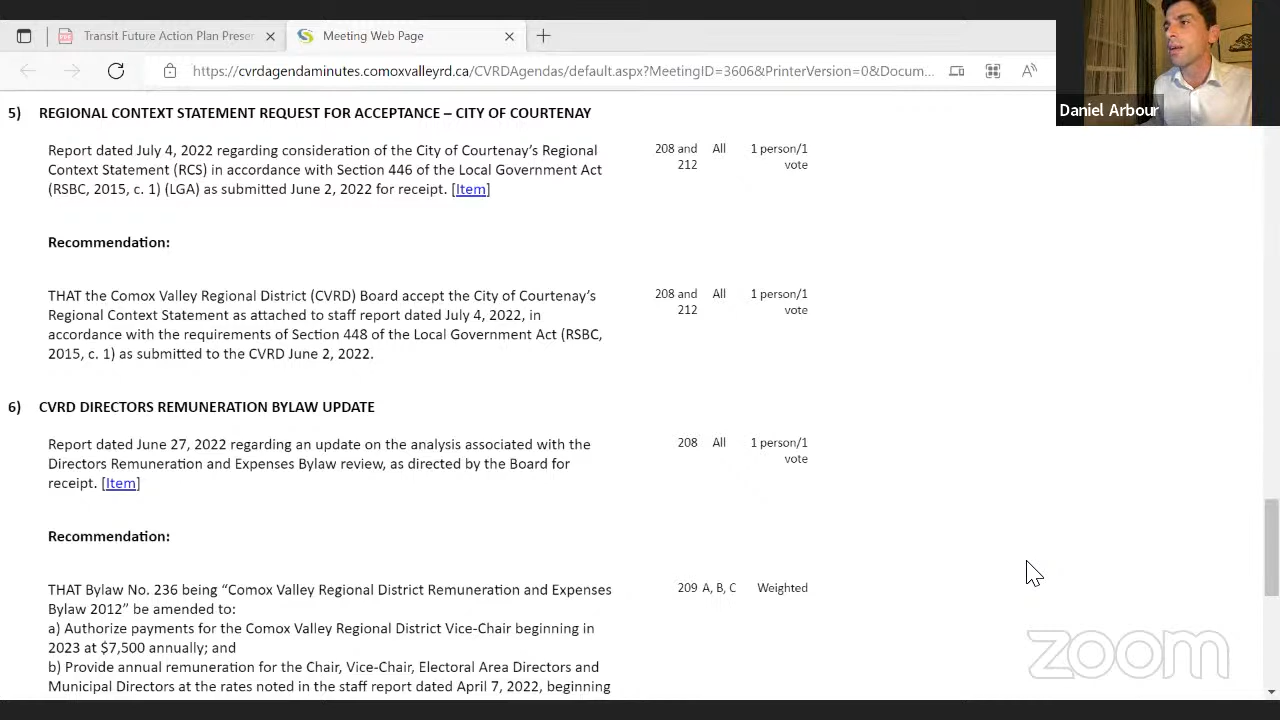 Transit Future Action Plan Presen
Meeting Web Page
https://cvrdagendaminutes.comoxvalleyrd.ca/CVRDAgendas/default.aspx?MeetingID=3606&PrinterVersion=0&Docum...
Daniel Arbour
5) REGIONAL CONTEXT STATEMENT REQUEST FOR ACCEPTANCE – CITY OF COURTENAY
Report dated July 4, 2022 regarding consideration of the City of Courtenay's Regional 208 and All 1 person/1
Context Statement (RCS) in accordance with Section 446 of the Local Government Act 212 vote
(RSBC, 2015, c. 1) (LGA) as submitted June 2, 2022 for receipt. [Item]
Recommendation:
THAT the Comox Valley Regional District (CVRD) Board accept the City of Courtenay's 208 and All 1 person/1
Regional Context Statement as attached to staff report dated July 4, 2022, in 212 vote
accordance with the requirements of Section 448 of the Local Government Act (RSBC,
2015, c. 1) as submitted to the CVRD June 2, 2022.
6) CVRD DIRECTORS REMUNERATION BYLAW UPDATE
Report dated June 27, 2022 regarding an update on the analysis associated with the 208 All 1 person/1
Directors Remuneration and Expenses Bylaw review, as directed by the Board for vote
receipt. [Item]
Recommendation:
THAT Bylaw No. 236 being "Comox Valley Regional District Remuneration and Expenses 209 A, B, C Weighted
Bylaw 2012" be amended to:
a) Authorize payments for the Comox Valley Regional District Vice-Chair beginning in
2023 at $7,500 annually; and
b) Provide annual remuneration for the Chair, Vice-Chair, Electoral Area Directors and
Municipal Directors at the rates noted in the staff report dated April 7, 2022, beginning
zoom